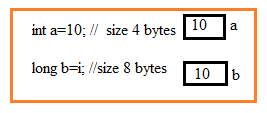 int a=10; // size 4 bytes 10 a
long b=i; //size 8 bytes 10 b